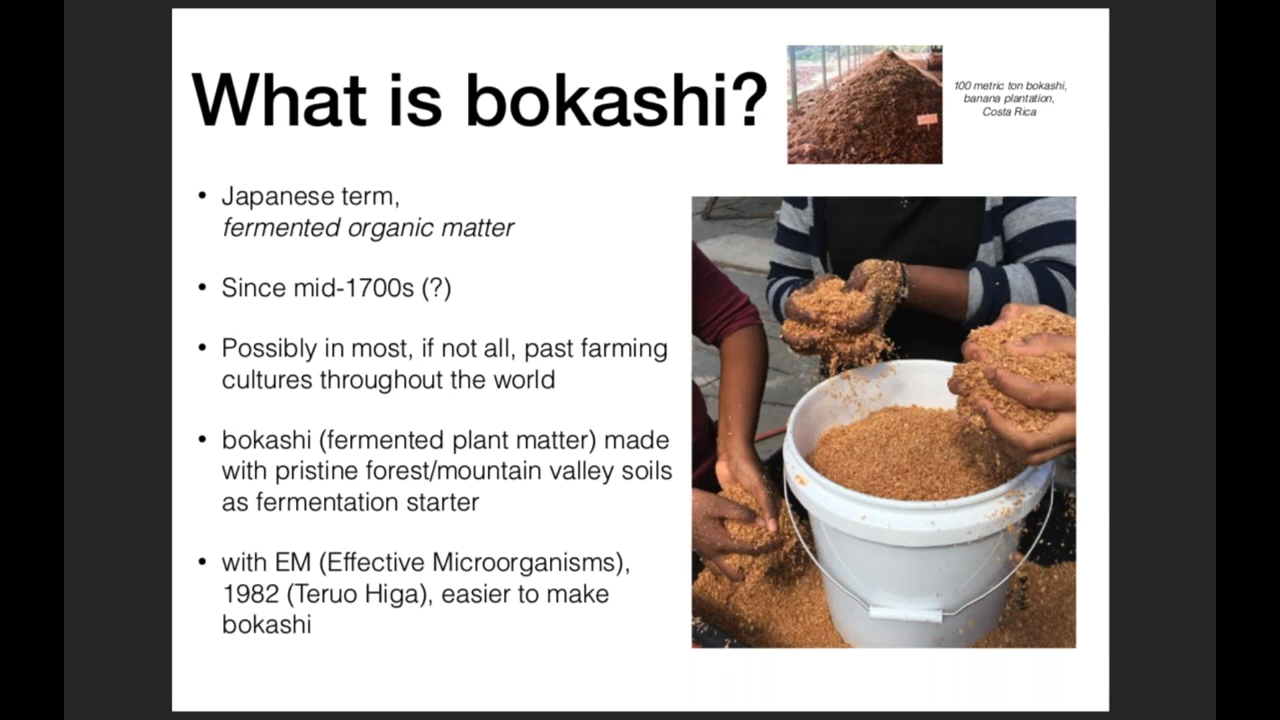 What is bokashi?
100 metric ton bokashi,
banana plantation,
Costa Rica
• Japanese term,
fermented organic matter
• Since mid-1700s (?)
• Possibly in most, if not all, past farming
cultures throughout the world
• bokashi (fermented plant matter) made
with pristine forest/mountain valley soils
as fermentation starter
• with EM (Effective Microorganisms),
1982 (Teruo Higa), easier to make
bokashi